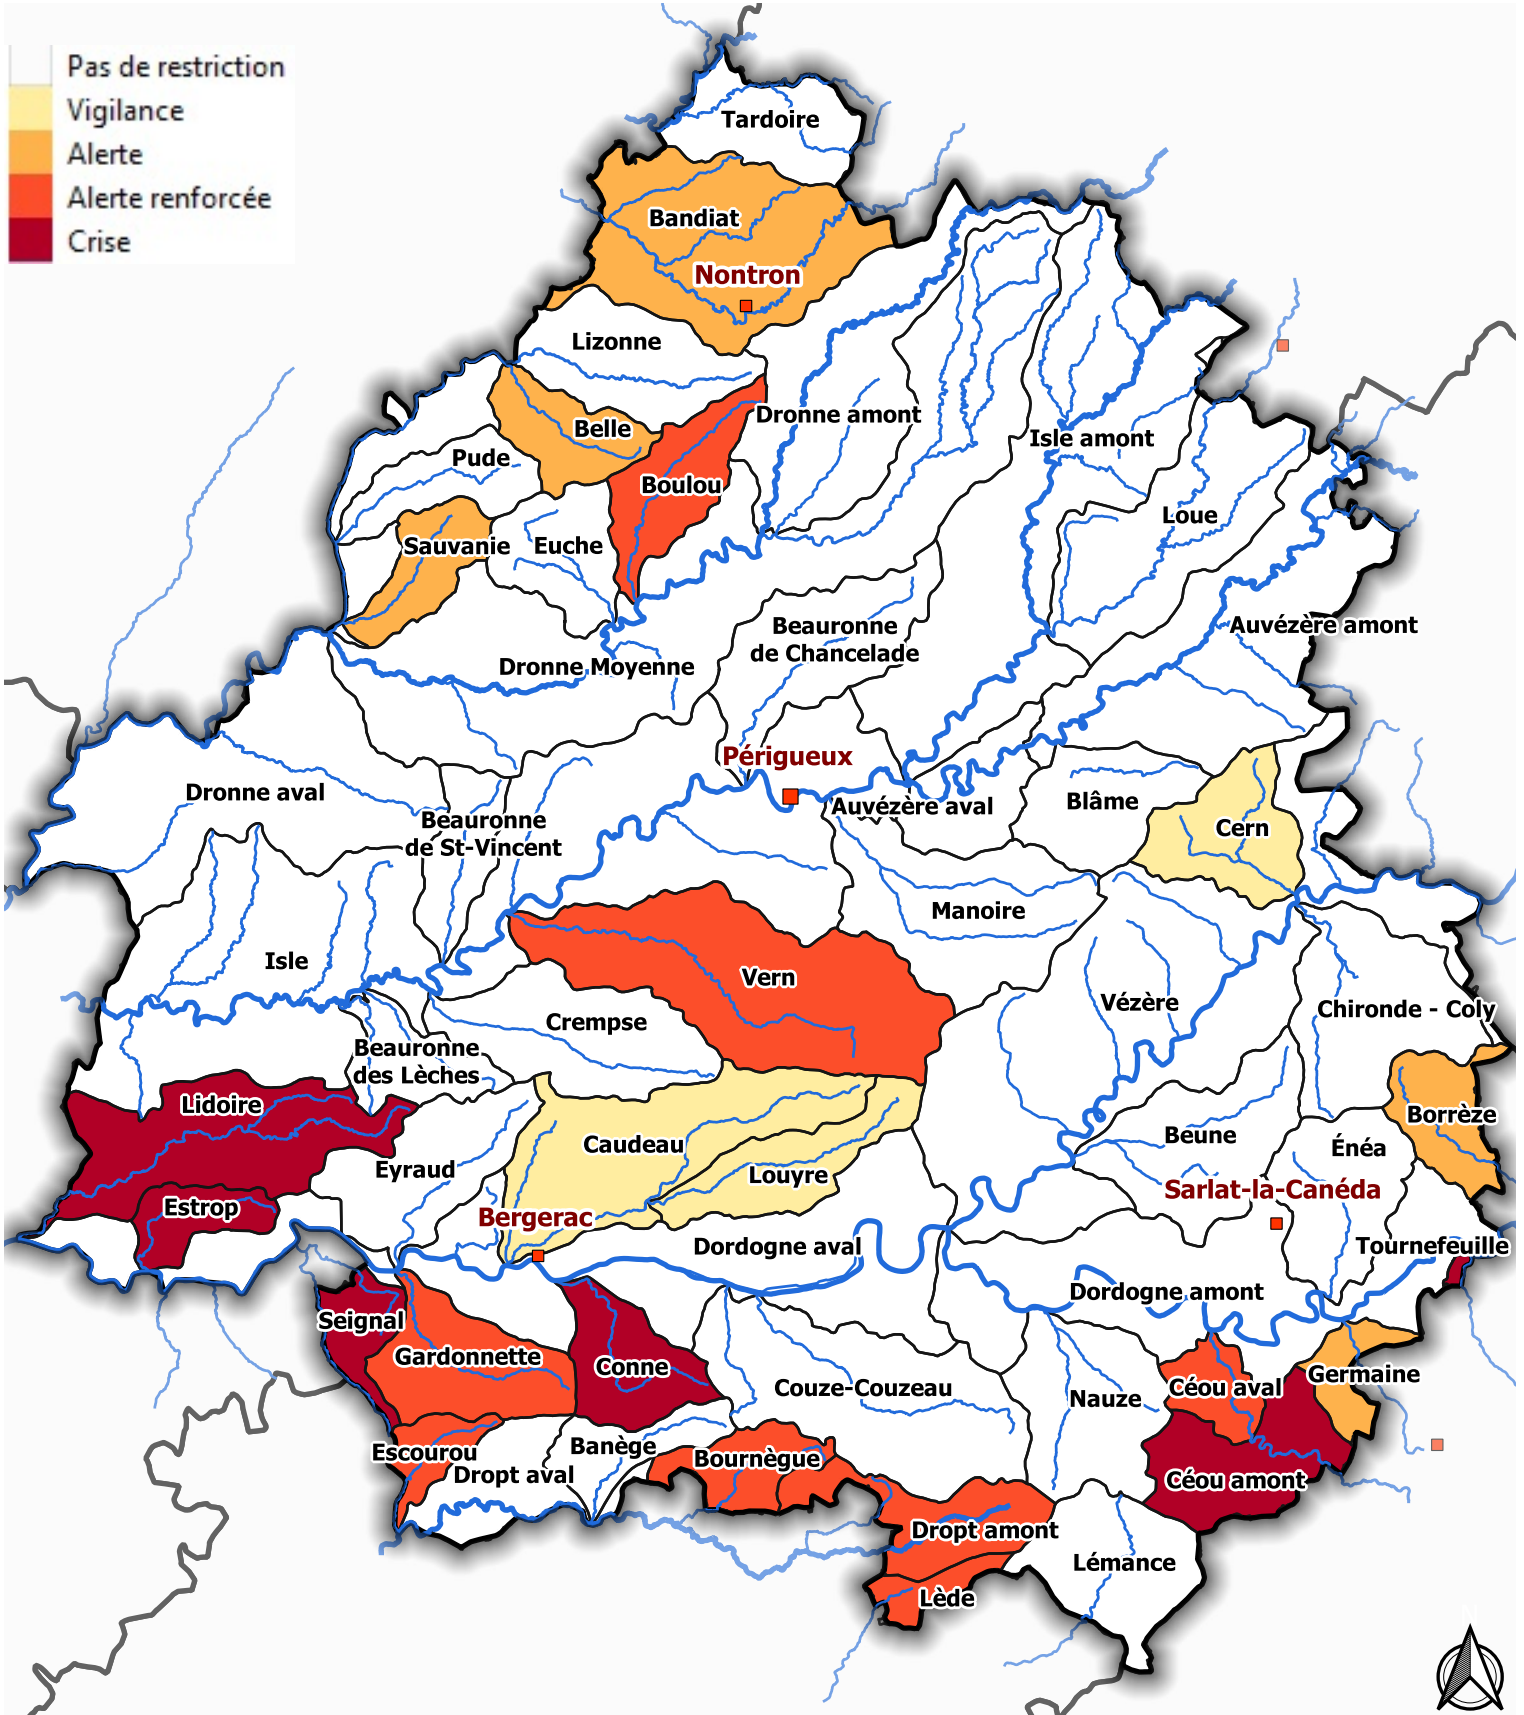 Pas de restriction
Vigilance
Alerte
Alerte renforcée
Crise
Tardoire
Bandiat
Nontron
Lizonne
Dronne amont
Belle
Isle amont
Pude
Boulou
Loue
Sauvanie
Euche
Beauronne
de Chancelade
Auvézère amont
Dronne Moyenne
Périgueux
Dronne aval
Auvézère aval
Blâme
Beauronne
de St-Vincent
Cern
Manoire
Isle
Vern
Vézère
Chironde - Coly
Crempse
Beauronne
des Lèches
Lidoire
Borrèze
Caudeau
Beune
Énéa
Eyraud
Louyre
Sarlat-la-Canéda
Estrop
Bergerac
Dordogne aval
Tournefeuille
Dordogne amont
Seignal
Gardonnette
Conne
Germaine
Couze-Couzeau
Céou aval
Nauze
Escourou
Banège
Bournègue
Dropt aval
Céou amont
Dropt amont
Lémance
Lède
N